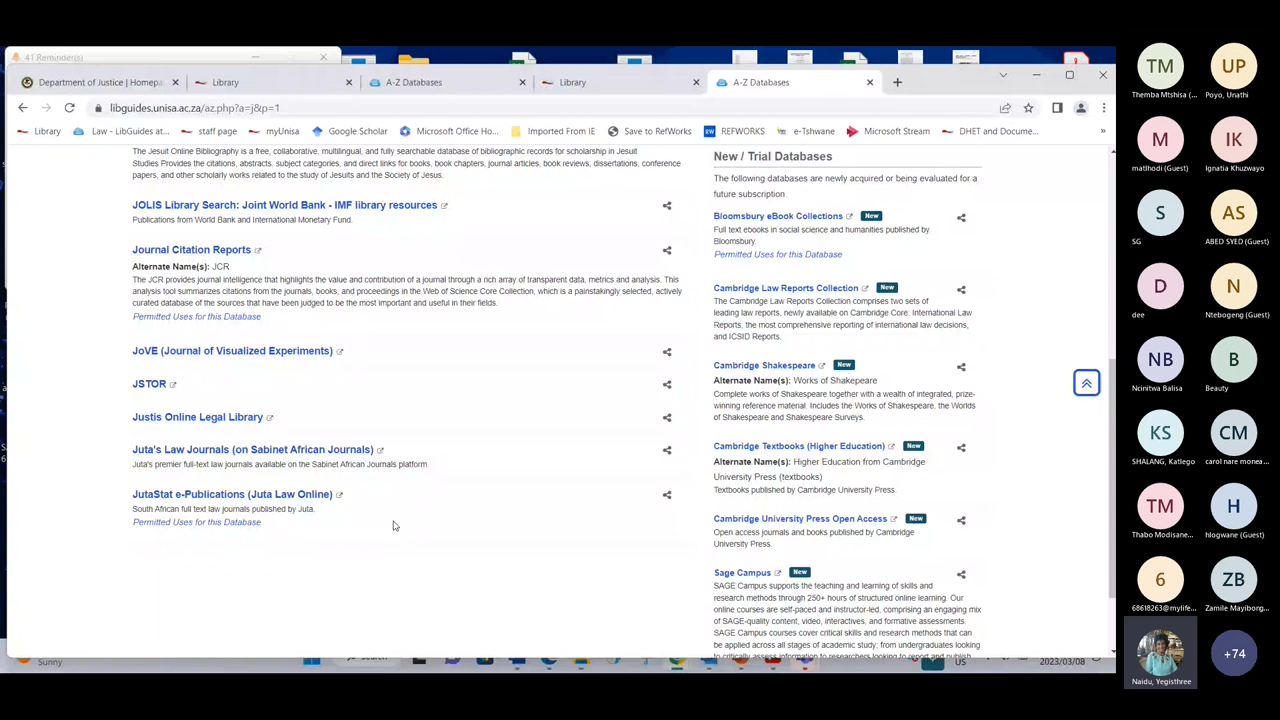 41 Reminder(s)
Department of Justice | Homepa
Library
A-Z Databases
Library
A-Z Databases
libguides.unisa.ac.za/az.php?a=j&p=1
Library
Law - LibGuides at...
staff page
myUnisa
Google Scholar
Microsoft Office Ho...
Imported From IE
Save to RefWorks
REFWORKS
e-Tshwane
Microsoft Stream
DHET and Docume...
The Jesuit Online Bibliography is a free, collaborative, multilingual, and fully searchable database of bibliographic records for scholarship in Jesuit
Studies Provides the citations, abstracts, subject categories, and direct links for books, book chapters, journal articles, book reviews, dissertations, conference
papers, and other scholarly works related to the study of Jesuits and the Society of Jesus.
JOLIS Library Search: Joint World Bank - IMF library resources
Publications from World Bank and International Monetary Fund.
Journal Citation Reports
Alternate Name(s): JCR
The JCR provides journal intelligence that highlights the value and contribution of a journal through a rich array of transparent data, metrics and analysis. This
analysis tool summarizes citations from the journals, books, and proceedings in the Web of Science Core Collection, which is a painstakingly selected, actively
curated database of the sources that have been judged to be the most important and useful in their fields.
Permitted Uses for this Database
JoVE (Journal of Visualized Experiments)
JSTOR
Justis Online Legal Library
Juta's Law Journals (on Sabinet African Journals)
Juta's premier full-text law journals available on the Sabinet African Journals platform.
JutaStat e-Publications (Juta Law Online)
South African full text law journals published by Juta.
Permitted Uses for this Database
New / Trial Databases
The following databases are newly acquired or being evaluated for a
future subscription.
Bloomsbury eBook Collections New
Full text ebooks in social science and humanities published by
Bloomsbury.
Permitted Uses for this Database
Cambridge Law Reports Collection New
The Cambridge Law Reports Collection comprises two sets of
leading law reports, newly available on Cambridge Core: International Law
Reports, the most comprehensive reporting of international law decisions,
and ICSID Reports.
Cambridge Shakespeare New
Alternate Name(s): Works of Shakepeare
Complete works of Shakespeare together with a wealth of integrated, prize-
winning reference material. Includes the Works of Shakespeare, the Worlds
of Shakespeare and Shakespeare Surveys.
Cambridge Textbooks (Higher Education) New
Alternate Name(s): Higher Education from Cambridge
University Press (textbooks)
Textbooks published by Cambridge University Press.
Cambridge University Press Open Access New
Open access journals and books published by Cambridge
University Press.
Sage Campus New
SAGE Campus supports the teaching and learning of skills and
research methods through 250+ hours of structured online learning. Our
online courses are self-paced and instructor-led, comprising an engaging mix
of SAGE-quality content, video, interactives, and formative assessments.
SAGE Campus courses cover critical skills and research methods that can
be applied across all stages of academic study; from undergraduates looking
to critically assess information to researchers looking to report and publish
Sunny
US
2023/03/08
TM
Themba Mtshisa (...
UP
Poyo, Unathi
M
matlhodi (Guest)
IK
Ignatia Khuzwayo
S
SG
AS
ABED SYED (Guest)
D
dee
N
Ntebogeng (Guest)
NB
Ncinitwa Balisa
B
Beauty
KS
SHALANG, Katlego
CM
carol nare monea...
TM
Thabo Modisane...
H
hlogwane (Guest)
6
68618263@mylife...
ZB
Zamile Mayiborg...
Naidu, Yegisthree
+74